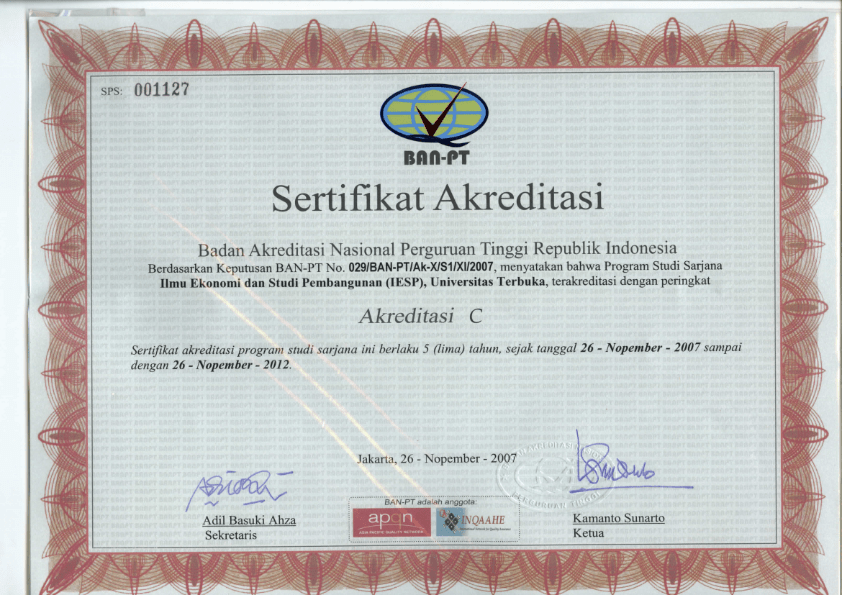 SPS: 001127
BAN-PT
Sertifikat Akreditasi
Badan Akreditasi Nasional Perguruan Tinggi Republik Indonesia
Berdasarkan Keputusan BAN-PT No. 029/BAN-PT/Ak-X/S1/XI/2007, menyatakan bahwa Program Studi Sarjana
Ilmu Ekonomi dan Studi Pembangunan (IESP), Universitas Terbuka, terakreditasi dengan peringkat
Akreditasi C
Sertifikat akreditasi program studi sarjana ini berlaku 5 (lima) tahun, sejak tanggal 26 - Nopember - 2007 sampai
dengan 26 - Nopember - 2012.
Jakarta, 26 - Nopember - 2007
BAN-PT adalah anggota:
apqn
ASIA PACIFIC QUALITY NETWORK
INQAAHE
Adil Basuki Ahza
Sekretaris
Kamanto Sunarto
Ketua